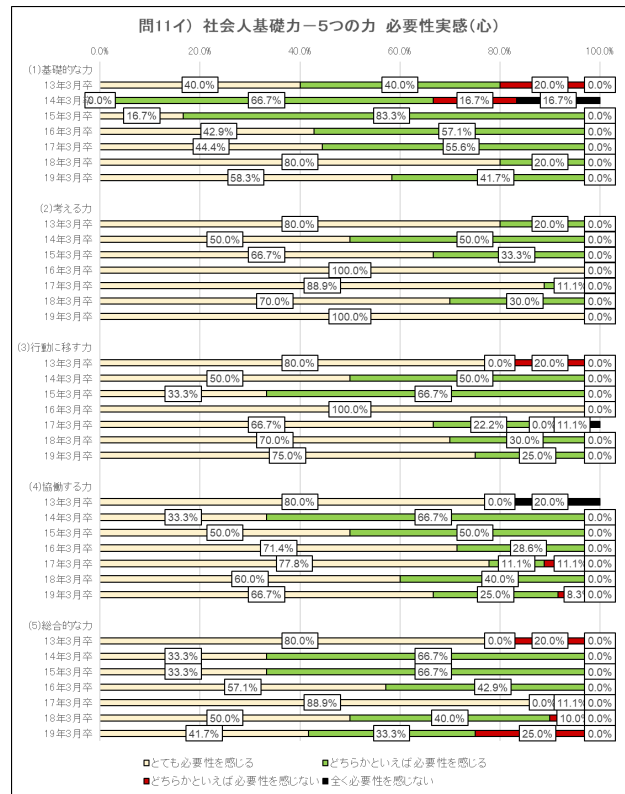 問11イ) 社会人基礎力－5つの力 必要性実感(心)
0.0% 20.0% 40.0% 60.0% 80.0% 100.0%
(1)基礎的な力
13年3月卒 40.0% 40.0% 20.0% 0.0%
14年3月卒 0.0% 66.7% 16.7% 16.7%
15年3月卒 16.7% 83.3% 0.0%
16年3月卒 42.9% 57.1% 0.0%
17年3月卒 44.4% 55.6% 0.0%
18年3月卒 80.0% 20.0% 0.0%
19年3月卒 58.3% 41.7% 0.0%
(2)考える力
13年3月卒 80.0% 20.0% 0.0%
14年3月卒 50.0% 50.0% 0.0%
15年3月卒 66.7% 33.3% 0.0%
16年3月卒 100.0% 0.0%
17年3月卒 88.9% 11.1% 0.0%
18年3月卒 70.0% 30.0% 0.0%
19年3月卒 100.0% 0.0%
(3)行動に移す力
13年3月卒 80.0% 0.0% 20.0% 0.0%
14年3月卒 50.0% 50.0% 0.0%
15年3月卒 33.3% 66.7% 0.0%
16年3月卒 100.0% 0.0%
17年3月卒 66.7% 22.2% 0.0% 11.1%
18年3月卒 70.0% 30.0% 0.0%
19年3月卒 75.0% 25.0% 0.0%
(4)協働する力
13年3月卒 80.0% 0.0% 20.0%
14年3月卒 33.3% 66.7% 0.0%
15年3月卒 50.0% 50.0% 0.0%
16年3月卒 71.4% 28.6% 0.0%
17年3月卒 77.8% 11.1% 11.1% 0.0%
18年3月卒 60.0% 40.0% 0.0%
19年3月卒 66.7% 25.0% 8.3% 0.0%
(5)総合的な力
13年3月卒 80.0% 0.0% 20.0% 0.0%
14年3月卒 33.3% 66.7% 0.0%
15年3月卒 33.3% 66.7% 0.0%
16年3月卒 57.1% 42.9% 0.0%
17年3月卒 88.9% 0.0% 11.1% 0.0%
18年3月卒 50.0% 40.0% 10.0% 0.0%
19年3月卒 41.7% 33.3% 25.0% 0.0%
とても必要性を感じる どちらかといえば必要性を感じる
どちらかといえば必要性を感じない 全く必要性を感じない